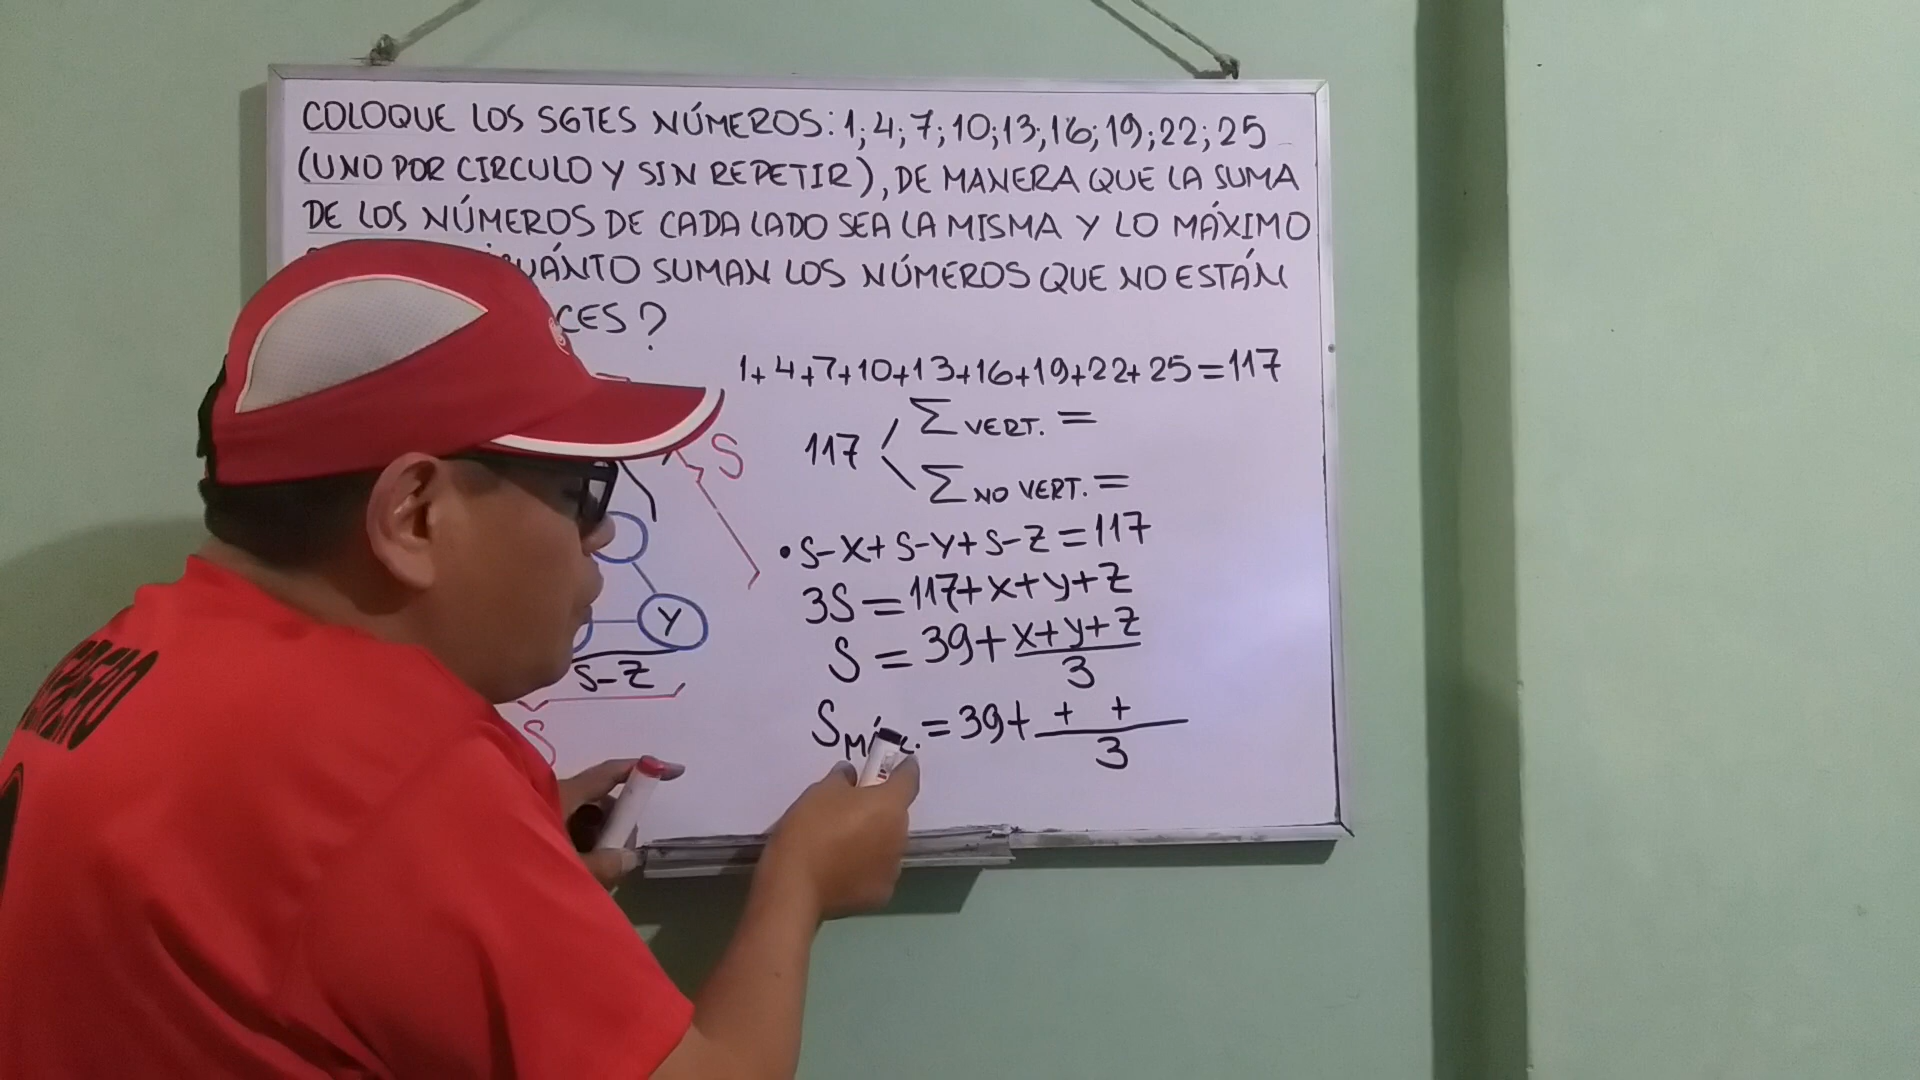 COLOQUE LOS SGTES NÚMEROS: 1; 4; 7; 10; 13; 16; 19; 22; 25
(UNO POR CIRCULO Y SIN REPETIR), DE MANERA QUE LA SUMA
DE LOS NÚMEROS DE CADA LADO SEA LA MISMA Y LO MÁXIMO
SUMAN LOS NÚMEROS QUE NO ESTÁN
?
1+4+7+10+13+16+19+22+25=117
S
117
Σ VERT. =
Σ NO VERT. =
• S-X+S-Y+S-Z=117
3S=117+X+Y+Z
Y
S = 39+ X+Y+Z
3
S-Z
S
= 39+ + +
3